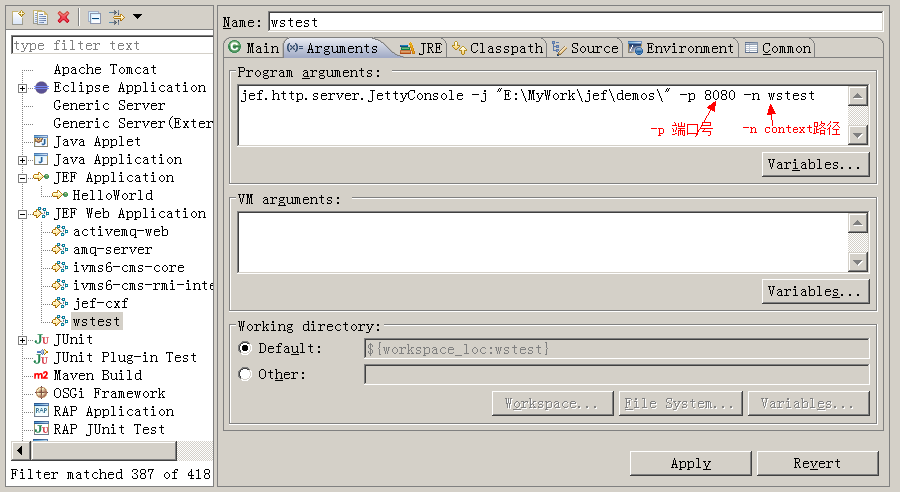 type filter text
Apache Tomcat
Eclipse Application
Generic Server
Generic Server(Exter
Java Applet
Java Application
JEF Application
HelloWorld
JEF Web Application
activemq-web
amq-server
ivms6-cms-core
ivms6-cms-rmi-inte
jef-cxf
wstest
JUnit
JUnit Plug-in Test
Maven Build
OSGi Framework
RAP Application
RAP JUnit Test
Filter matched 387 of 418
Name: wstest
Main (x)= Arguments JRE Classpath Source Environment Common
Program arguments:
jef.http.server.JettyConsole -j "E:\MyWork\jef\demos\" -p 8080 -n wstest
-p 端口号 -n context路径
Variables...
VM arguments:
Variables...
Working directory:
Default: ${workspace_loc:wstest}
Other:
Workspace... File System... Variables...
Apply Revert